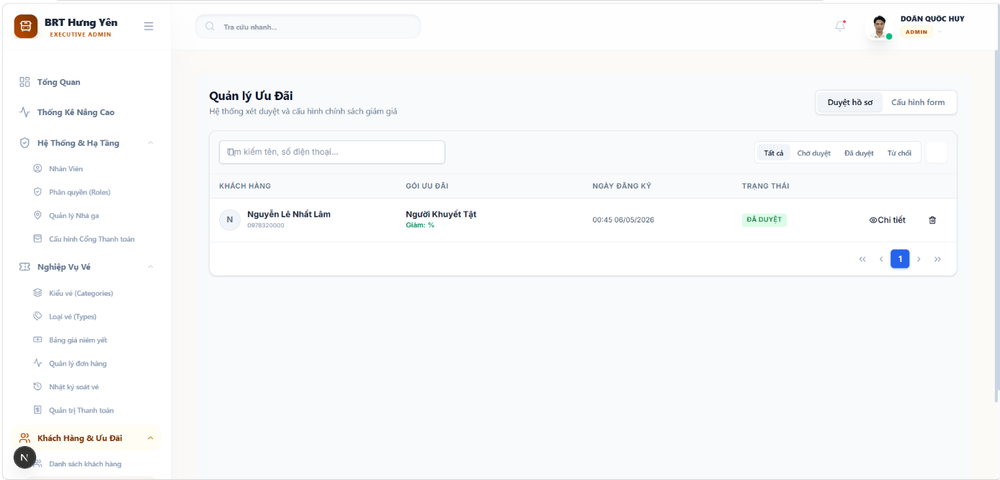 BRT Hưng Yên
EXECUTIVE ADMIN
Tra cứu nhanh...
DOÃN QUỐC HUY
ADMIN
Tổng Quan
Thống Kê Nâng Cao
Hệ Thống & Hạ Tầng
Nhân Viên
Phân quyền (Roles)
Quản lý Nhà ga
Cấu hình Cổng Thanh toán
Nghiệp Vụ Vé
Kiểu vé (Categories)
Loại vé (Types)
Bảng giá niêm yết
Quản lý đơn hàng
Nhật ký soát vé
Quản trị Thanh toán
Khách Hàng & Ưu Đãi
N
Danh sách khách hàng
Quản lý Ưu Đãi
Hệ thống xét duyệt và cấu hình chính sách giảm giá
Duyệt hồ sơ
Cấu hình form
Tìm kiếm tên, số điện thoại...
Tất cả
Chờ duyệt
Đã duyệt
Từ chối
KHÁCH HÀNG
GÓI ƯU ĐÃI
NGÀY ĐĂNG KÝ
TRẠNG THÁI
N
Nguyễn Lê Nhất Lâm
0978320000
Người Khuyết Tật
Giảm: %
00:45 06/05/2026
ĐÃ DUYỆT
Chi tiết
1